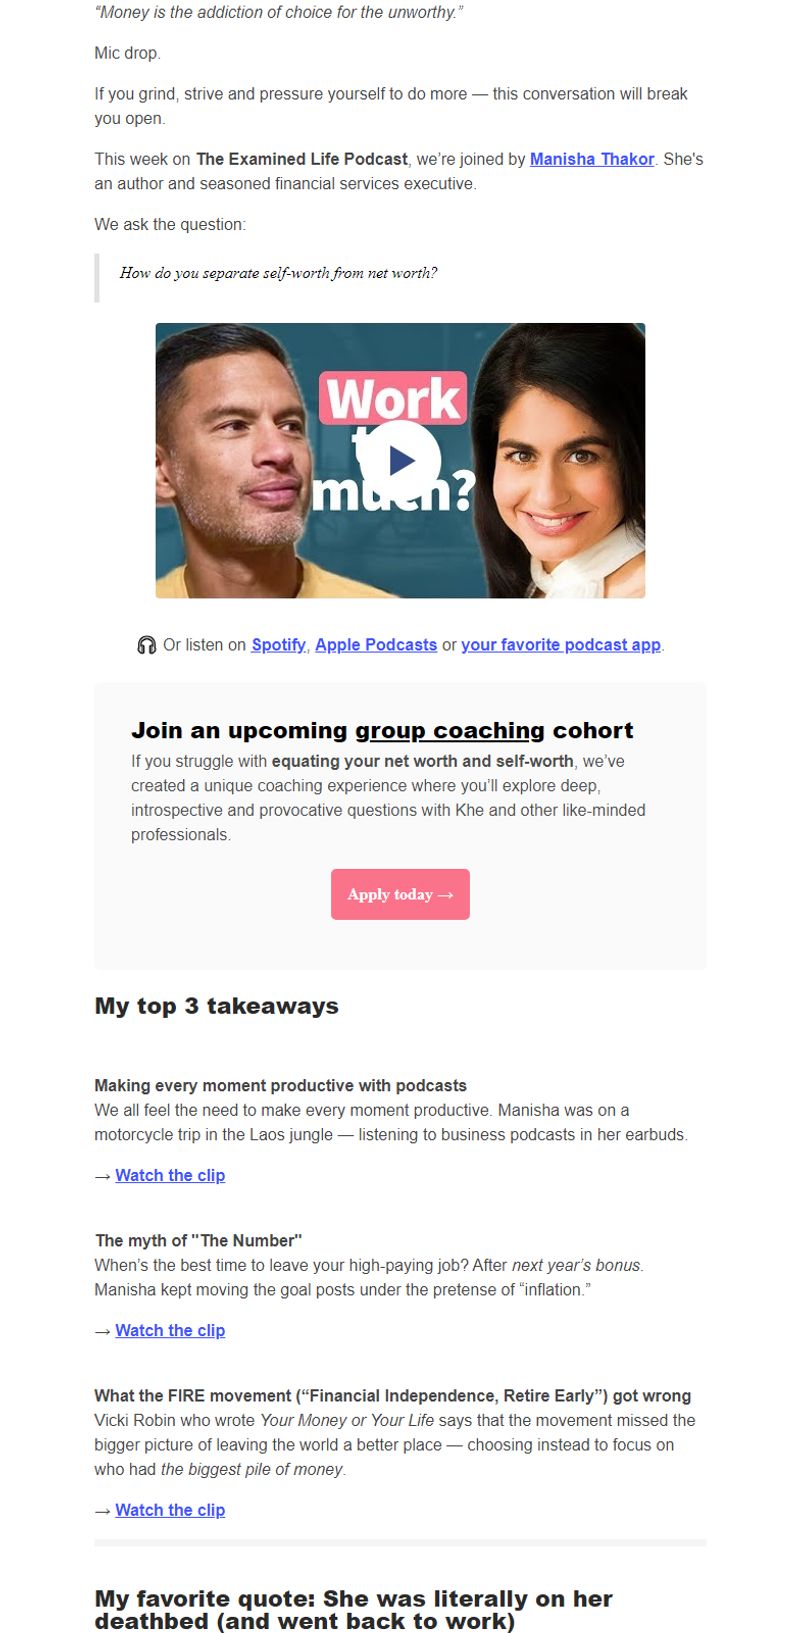 “Money is the addiction of choice for the unworthy.”
Mic drop.
If you grind, strive and pressure yourself to do more — this conversation will break
you open.
This week on The Examined Life Podcast, we’re joined by Manisha Thakor. She's
an author and seasoned financial services executive.
We ask the question:
How do you separate self-worth from net worth?
Work
much?
🎧 Or listen on Spotify, Apple Podcasts or your favorite podcast app.
Join an upcoming group coaching cohort
If you struggle with equating your net worth and self-worth, we’ve
created a unique coaching experience where you’ll explore deep,
introspective and provocative questions with Khe and other like-minded
professionals.
Apply today →
My top 3 takeaways
Making every moment productive with podcasts
We all feel the need to make every moment productive. Manisha was on a
motorcycle trip in the Laos jungle — listening to business podcasts in her earbuds.
→ Watch the clip
The myth of "The Number"
When’s the best time to leave your high-paying job? After next year’s bonus.
Manisha kept moving the goal posts under the pretense of “inflation.”
→ Watch the clip
What the FIRE movement (“Financial Independence, Retire Early”) got wrong
Vicki Robin who wrote Your Money or Your Life says that the movement missed the
bigger picture of leaving the world a better place — choosing instead to focus on
who had the biggest pile of money.
→ Watch the clip
My favorite quote: She was literally on her
deathbed (and went back to work)